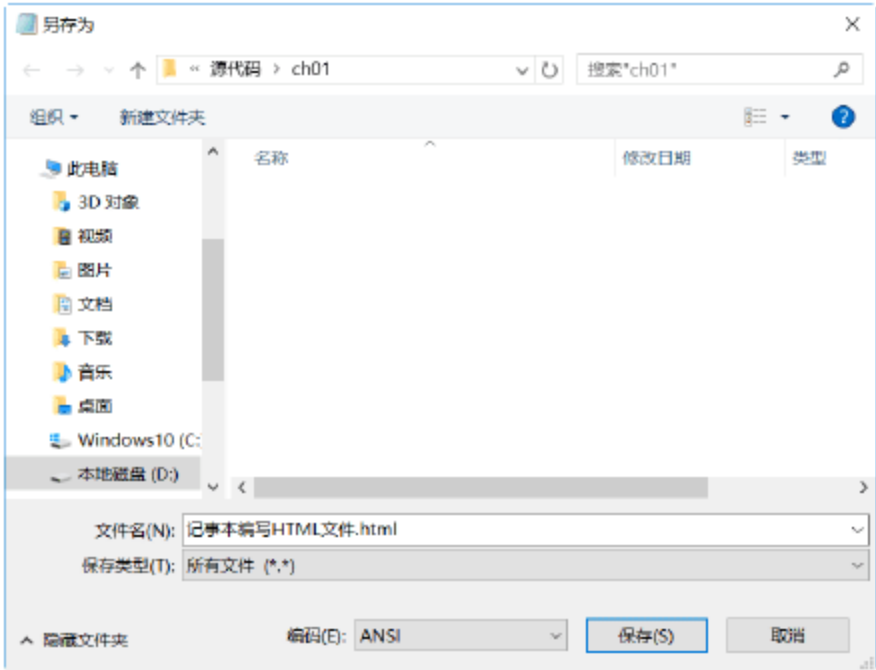 另存为
« 源代码 > ch01
搜索"ch01"
组织
新建文件夹
名称
修改日期
类型
此电脑
3D 对象
视频
图片
文档
下载
音乐
桌面
Windows10 (C:
本地磁盘 (D:)
文件名(N): 记事本编写HTML文件.html
保存类型(T): 所有文件 (*.*)
隐藏文件夹
编码(E): ANSI
保存(S)
取消